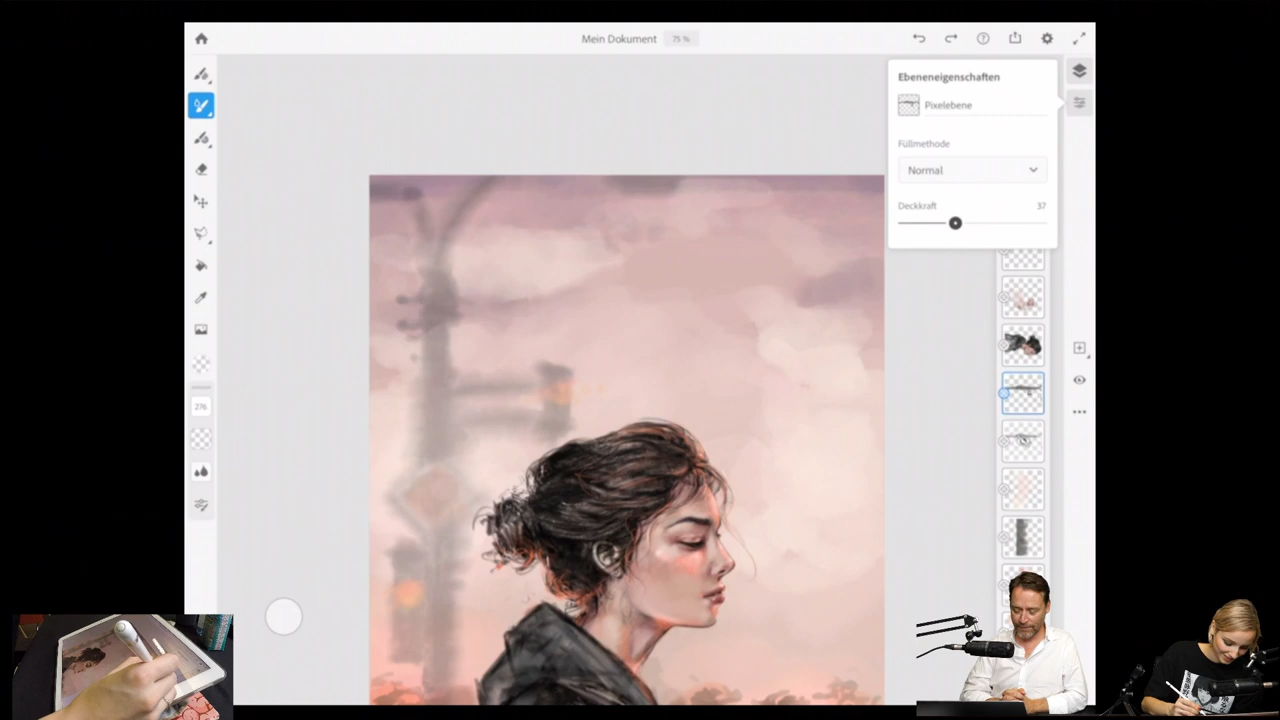 Mein Dokument 75 %
Ebeneneigenschaften
Pixelebene
Füllmethode
Normal
Deckkraft 37
276